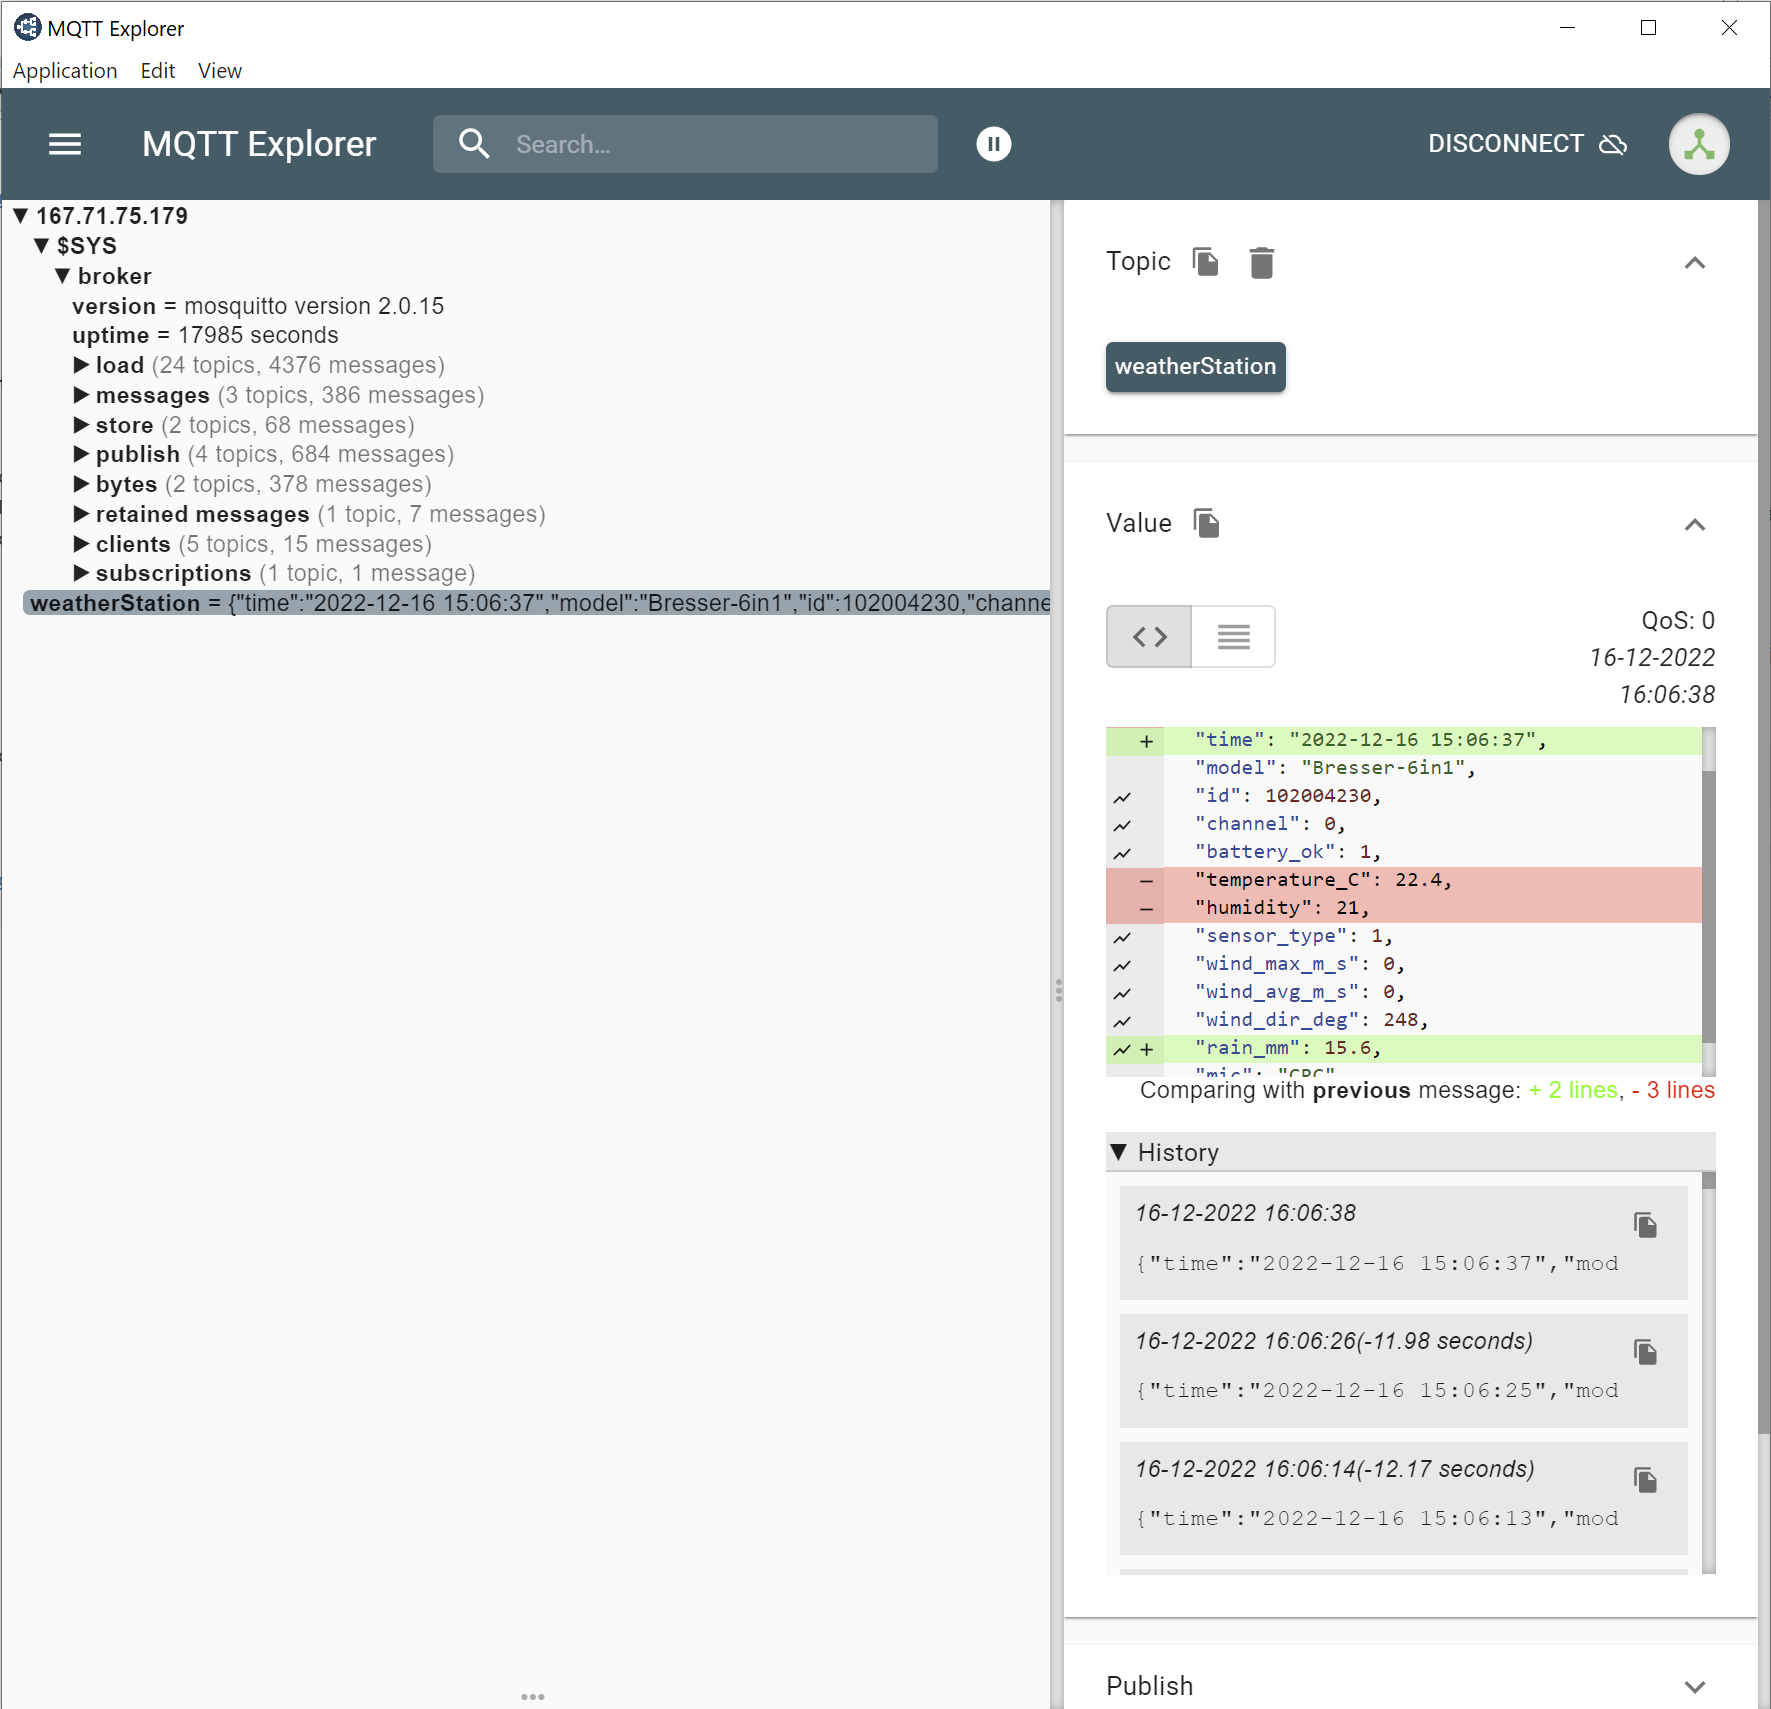 MQTT Explorer
Application Edit View
MQTT Explorer Search... DISCONNECT
▼ 167.71.75.179
▼ $SYS
▼ broker
version = mosquitto version 2.0.15
uptime = 17985 seconds
▶ load (24 topics, 4376 messages)
▶ messages (3 topics, 386 messages)
▶ store (2 topics, 68 messages)
▶ publish (4 topics, 684 messages)
▶ bytes (2 topics, 378 messages)
▶ retained messages (1 topic, 7 messages)
▶ clients (5 topics, 15 messages)
▶ subscriptions (1 topic, 1 message)
weatherStation = {"time":"2022-12-16 15:06:37","model":"Bresser-6in1","id":102004230,"channe
Topic
weatherStation
Value
QoS: 0
16-12-2022
16:06:38
+ "time": "2022-12-16 15:06:37",
"model": "Bresser-6in1",
"id": 102004230,
"channel": 0,
"battery_ok": 1,
- "temperature_C": 22.4,
- "humidity": 21,
"sensor_type": 1,
"wind_max_m_s": 0,
"wind_avg_m_s": 0,
"wind_dir_deg": 248,
+ "rain_mm": 15.6,
"mic": "CRC"
Comparing with previous message: + 2 lines, - 3 lines
▼ History
16-12-2022 16:06:38
{"time":"2022-12-16 15:06:37","mod
16-12-2022 16:06:26(-11.98 seconds)
{"time":"2022-12-16 15:06:25","mod
16-12-2022 16:06:14(-12.17 seconds)
{"time":"2022-12-16 15:06:13","mod
Publish